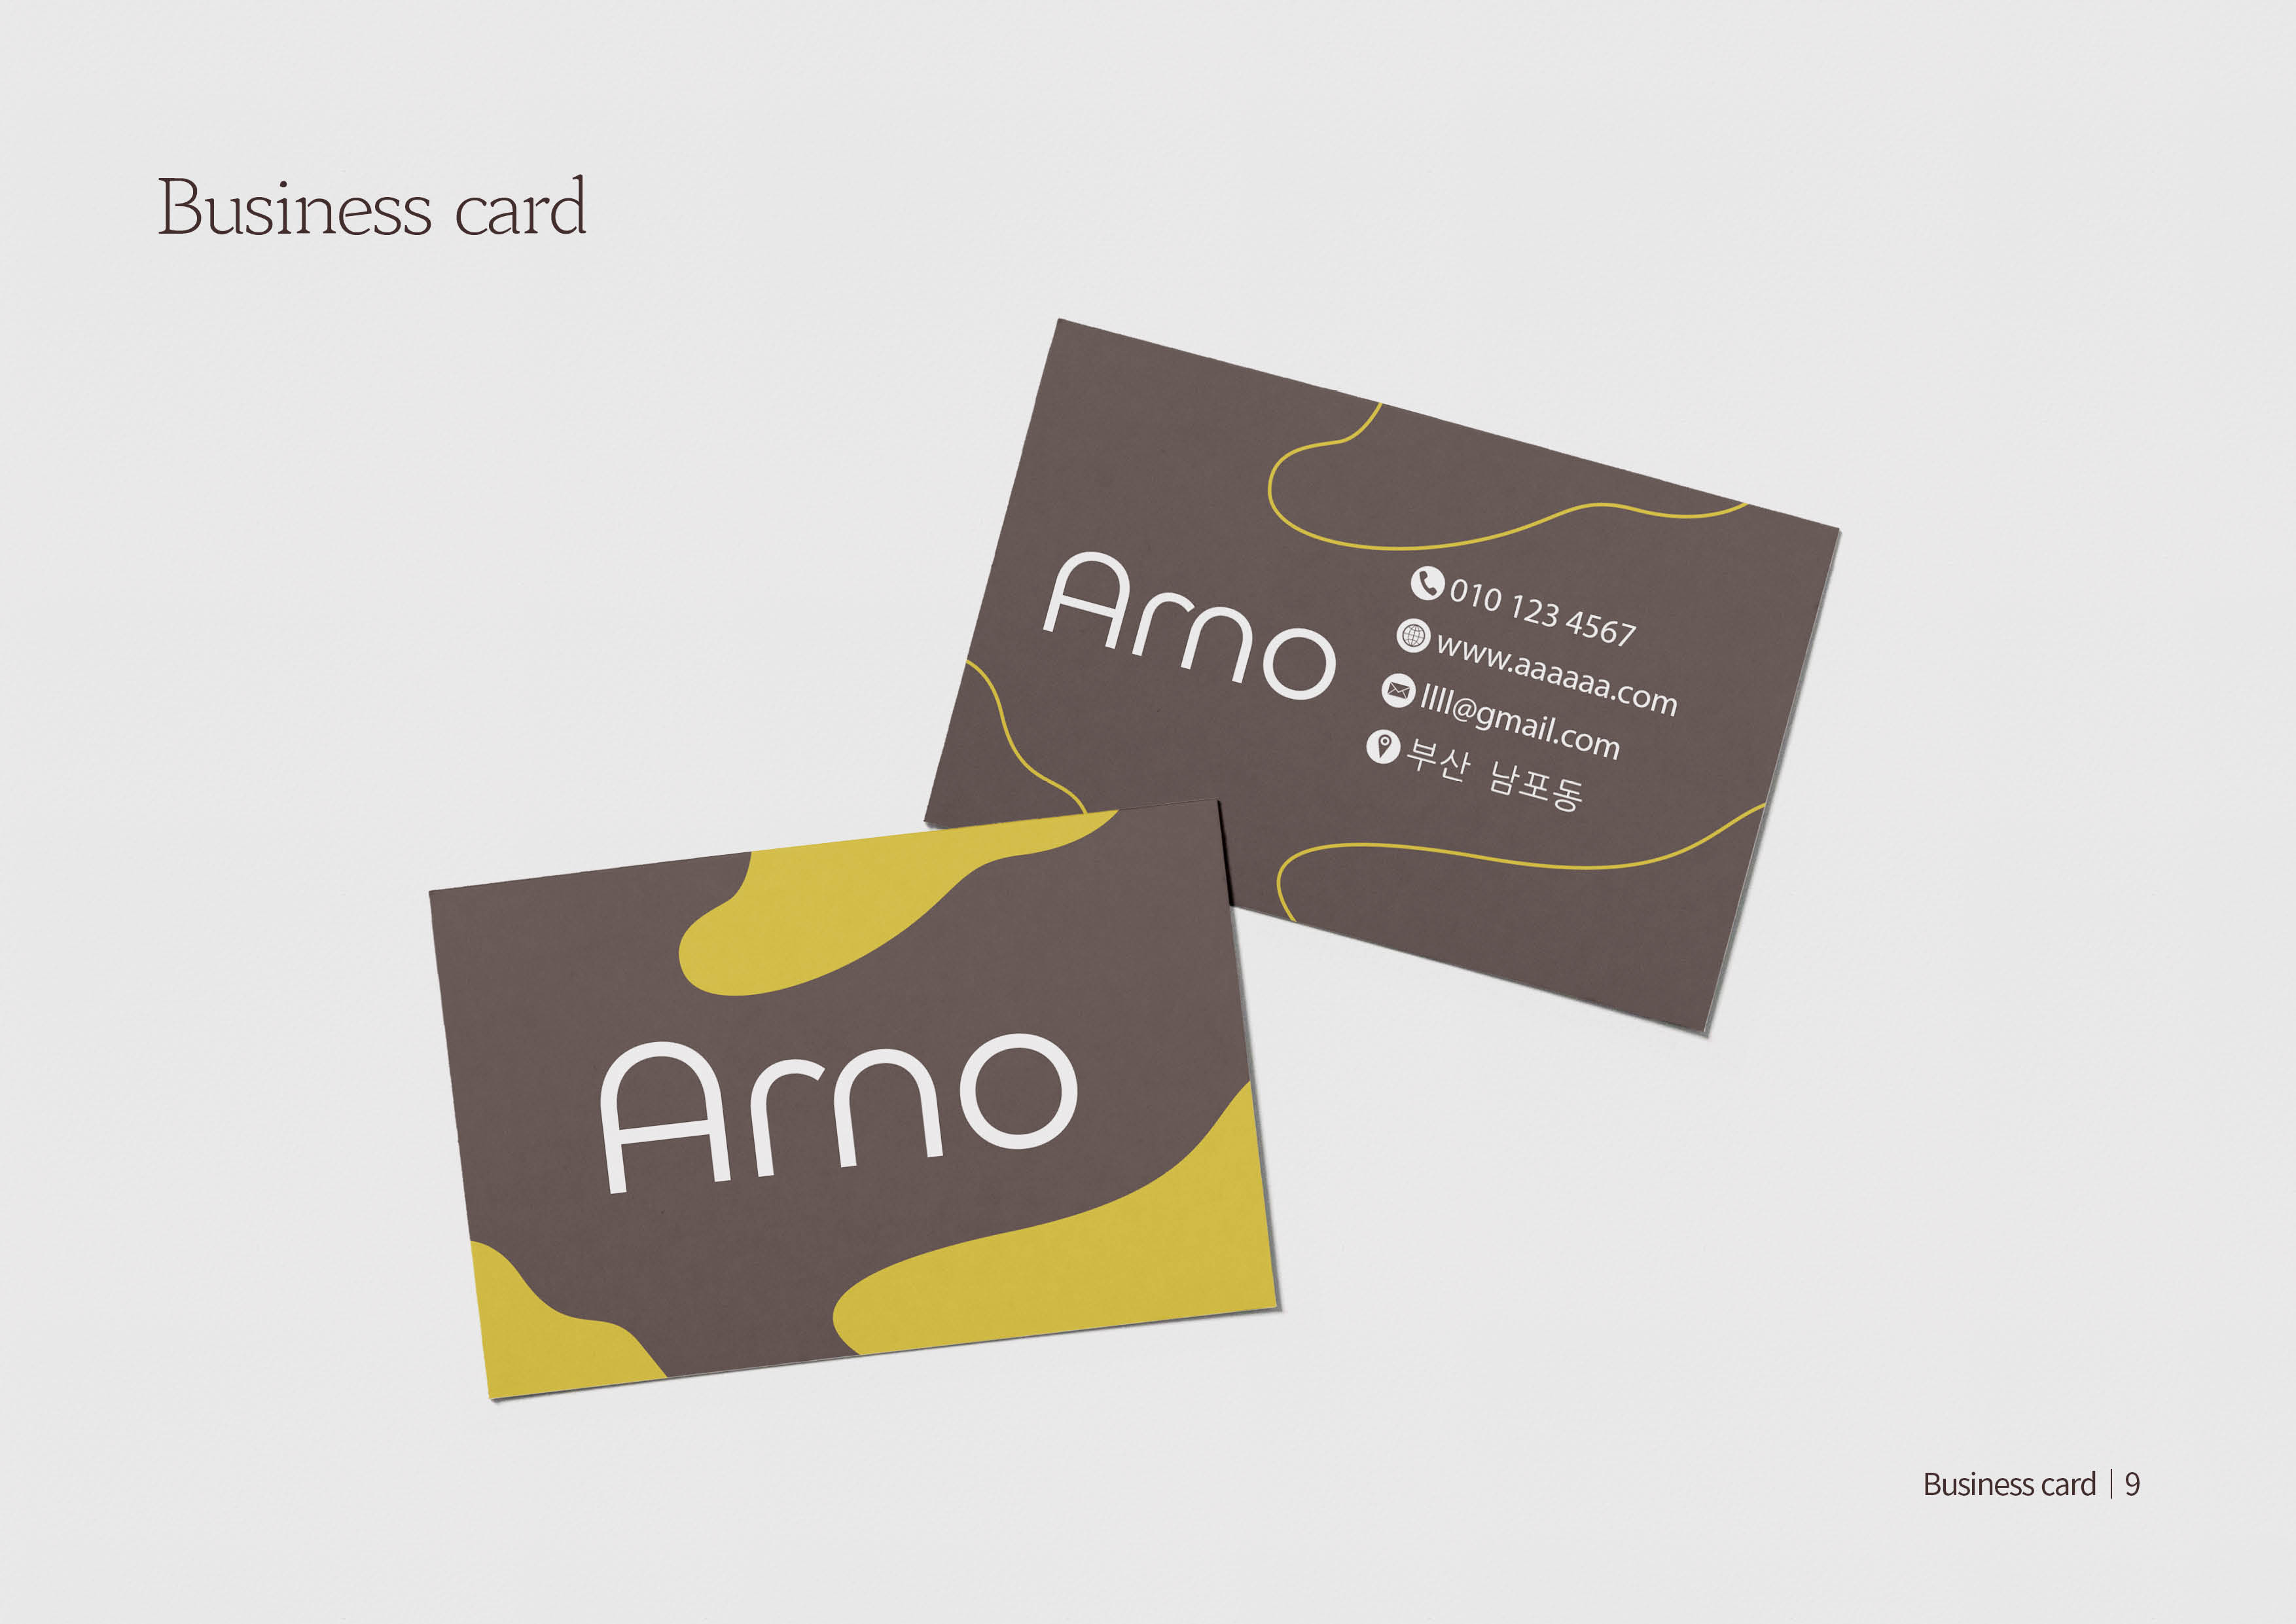 Business card
Arno
010 123 4567
www.aaaaaa.com
llll@gmail.com
부산 남포동
Arno
Business card | 9